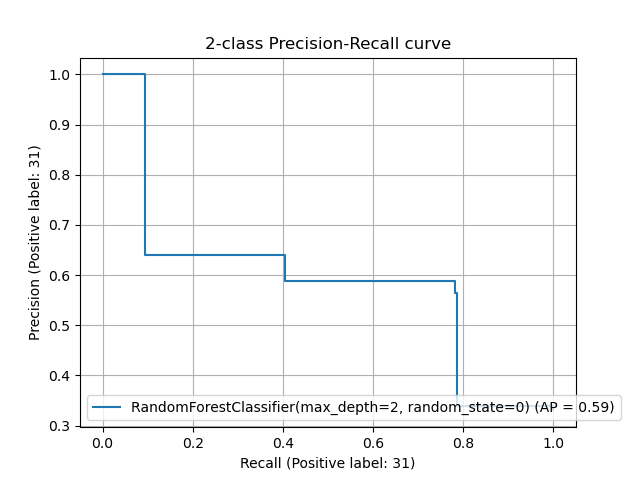 2-class Precision-Recall curve
1.0
0.9
0.8
0.7
0.6
0.5
0.4
0.3
Precision (Positive label: 31)
RandomForestClassifier(max_depth=2, random_state=0) (AP = 0.59)
0.0 0.2 0.4 0.6 0.8 1.0
Recall (Positive label: 31)